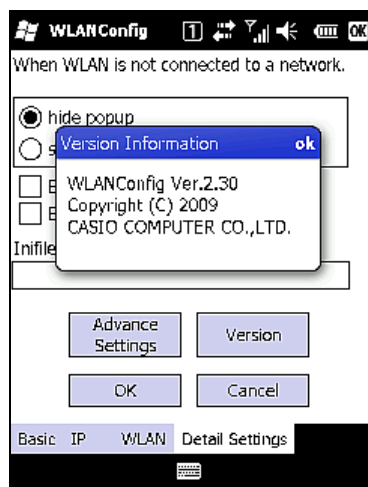 WLANConfig 1 OK
When WLAN is not connected to a network.
hide popup
Version Information ok
WLANConfig Ver.2.30
Copyright (C) 2009
CASIO COMPUTER CO.,LTD.
Inifile
Advance
Settings
Version
OK
Cancel
Basic IP WLAN Detail Settings